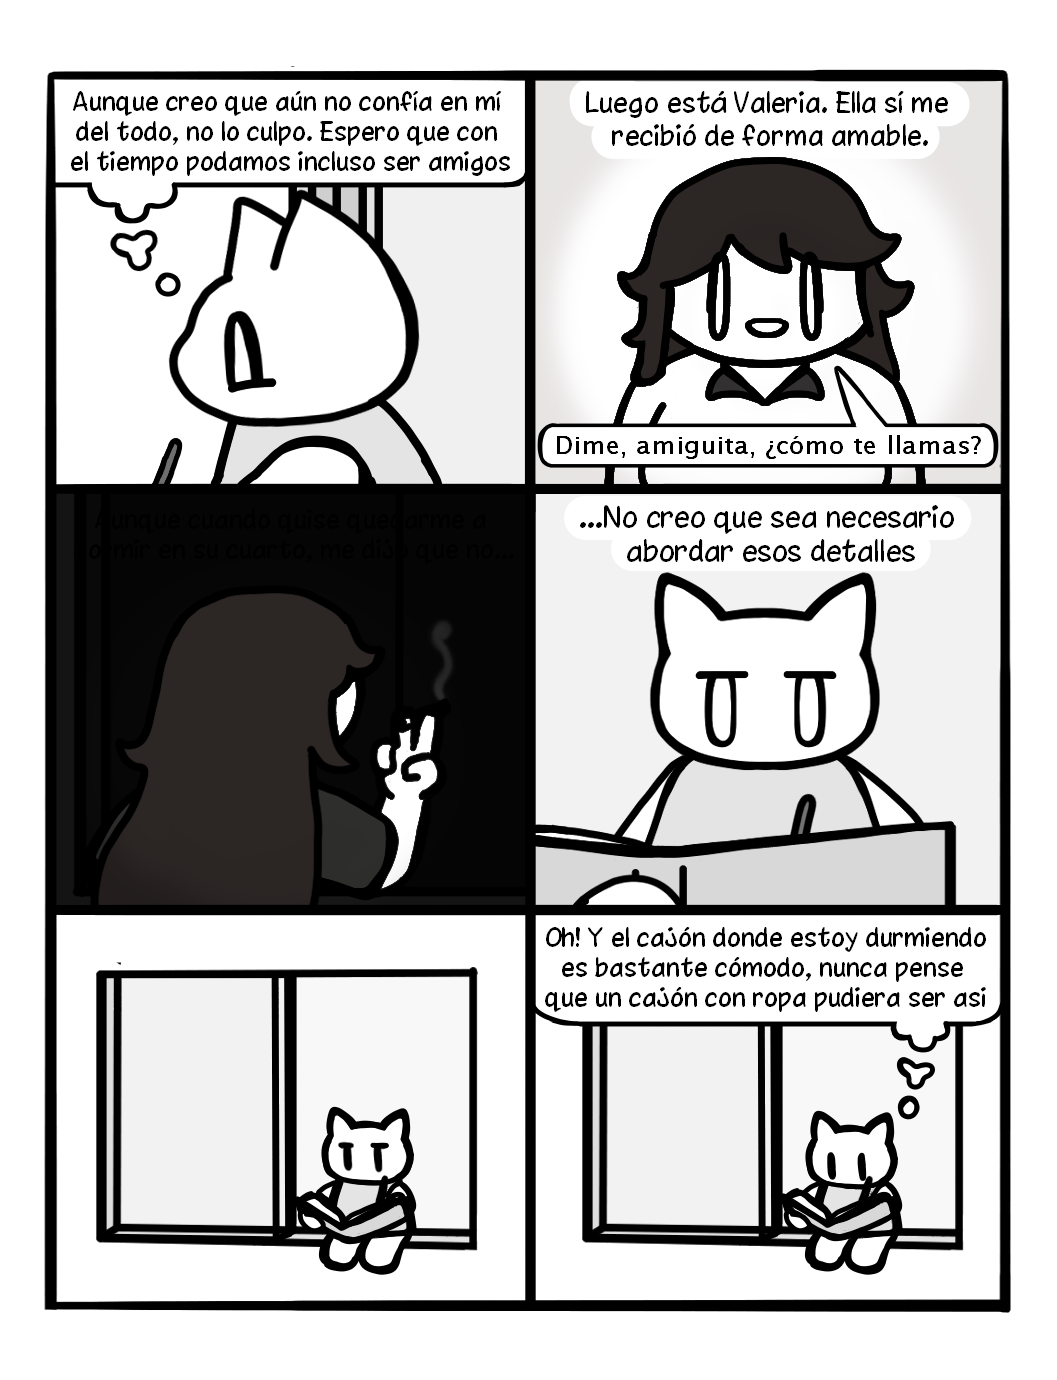 Aunque creo que aún no confía en mí
del todo, no lo culpo. Espero que con
el tiempo podamos incluso ser amigos
Luego está Valeria. Ella sí me
recibió de forma amable.
Dime, amiguita, ¿cómo te llamas?
Aunque cuando quise quedarme a
dormir en su cuarto, me dijo que no...
...No creo que sea necesario
abordar esos detalles
Oh! Y el cajón donde estoy durmiendo
es bastante cómodo, nunca pense
que un cajón con ropa pudiera ser asi